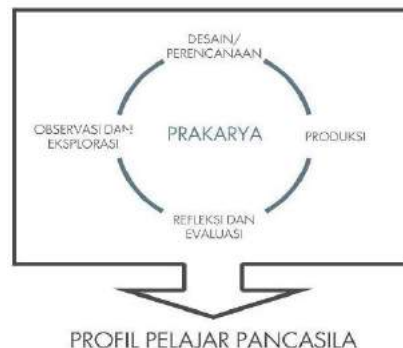 DESAIN/
PERENCANAAN
OBSERVASI DAN
EKSPLORASI
PRAKARYA
PRODUKSI
REFLEKSI DAN
EVALUASI
PROFIL PELAJAR PANCASILA